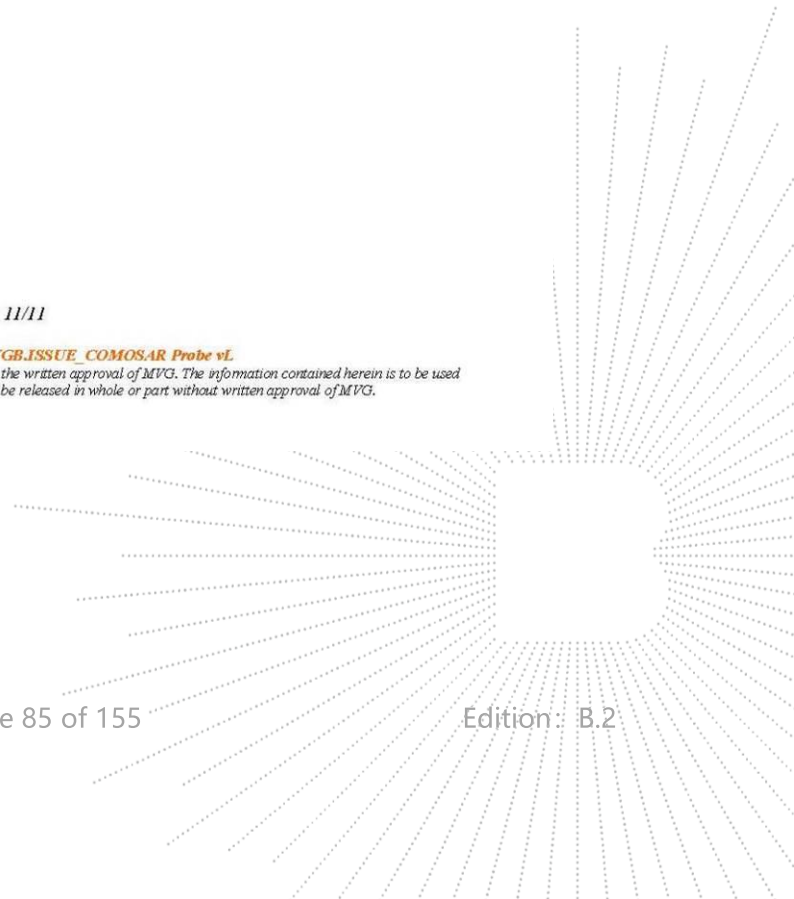 11/11
GB.ISSUE_COMOSAR Probe vL
the written approval of MVG. The information contained herein is to be used
be released in whole or part without written approval of MVG.
e 85 of 155 Edition: B.2